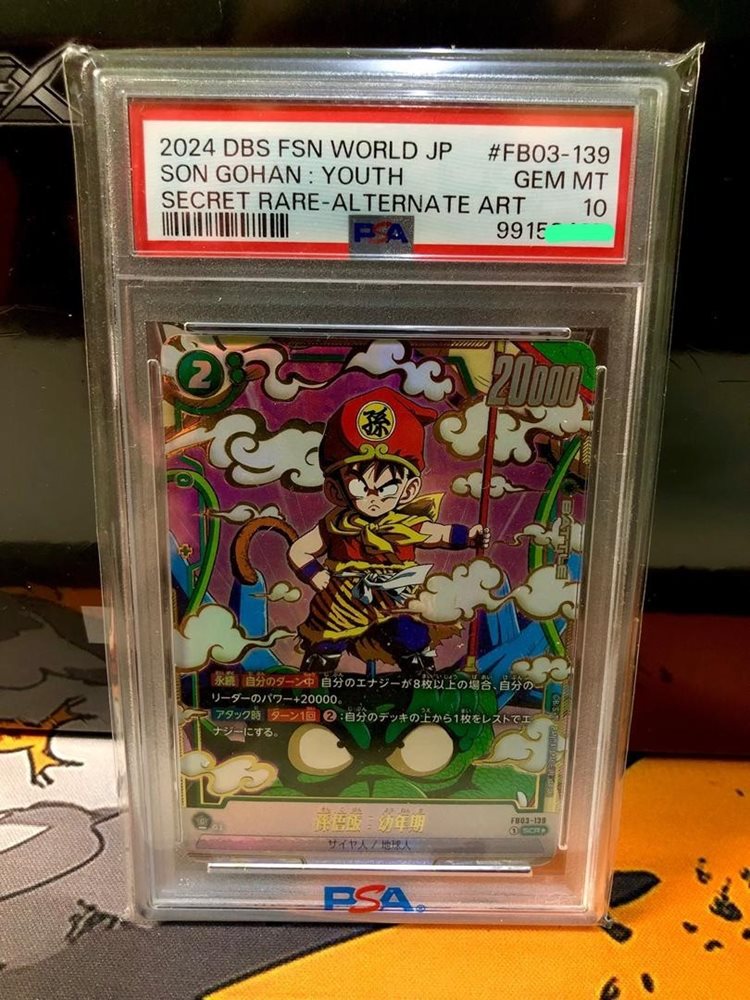 2024 DBS FSN WORLD JP #FB03-139
SON GOHAN : YOUTH GEM MT
SECRET RARE-ALTERNATE ART 10
PSA
9915
2
20000
孫
BATTLE
永続 自分のターン中 自分のエナジーが8枚以上の場合、自分の
リーダーのパワー+20000。
アタック時 ターン1回 ❷:自分のデッキの上から1枚をレストでエ
ナジーにする。
孫悟飯:幼年期
サイヤ人/地球人
FB03-139
1 SCR★
PSA